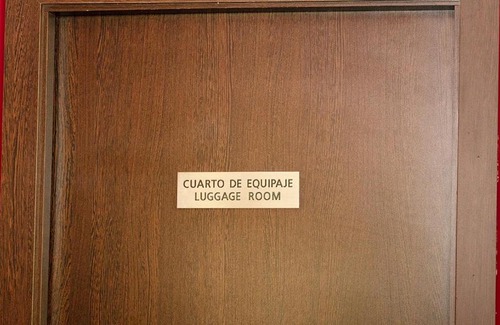 CUARTO DE EQUIPAJE
LUGGAGE ROOM